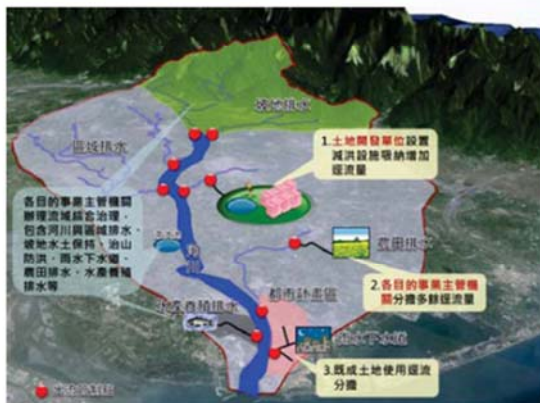 坡地排水
區域排水
1.土地開發單位設置
減洪設施吸納增加
逕流量
各目的事業主管機關
辦理流域綜合治理，
包含河川與區域排水、
坡地水土保持、治山
防洪、雨水下水道、
農田排水、水產養殖
排水等
農田排水
2.各目的事業主管機
關分擔多餘逕流量
水產養殖排水
都市計畫區
雨水下水道
3.既成土地使用逕流
分擔